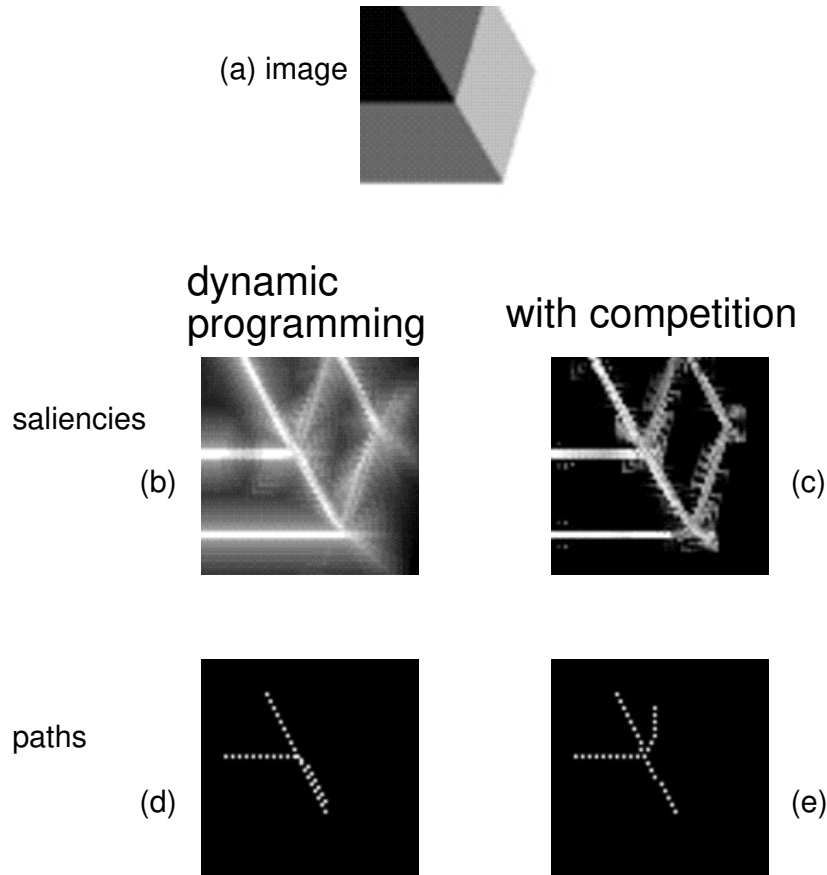 (a) image
dynamic
programming
with competition
saliencies
(b)
(c)
paths
(d)
(e)